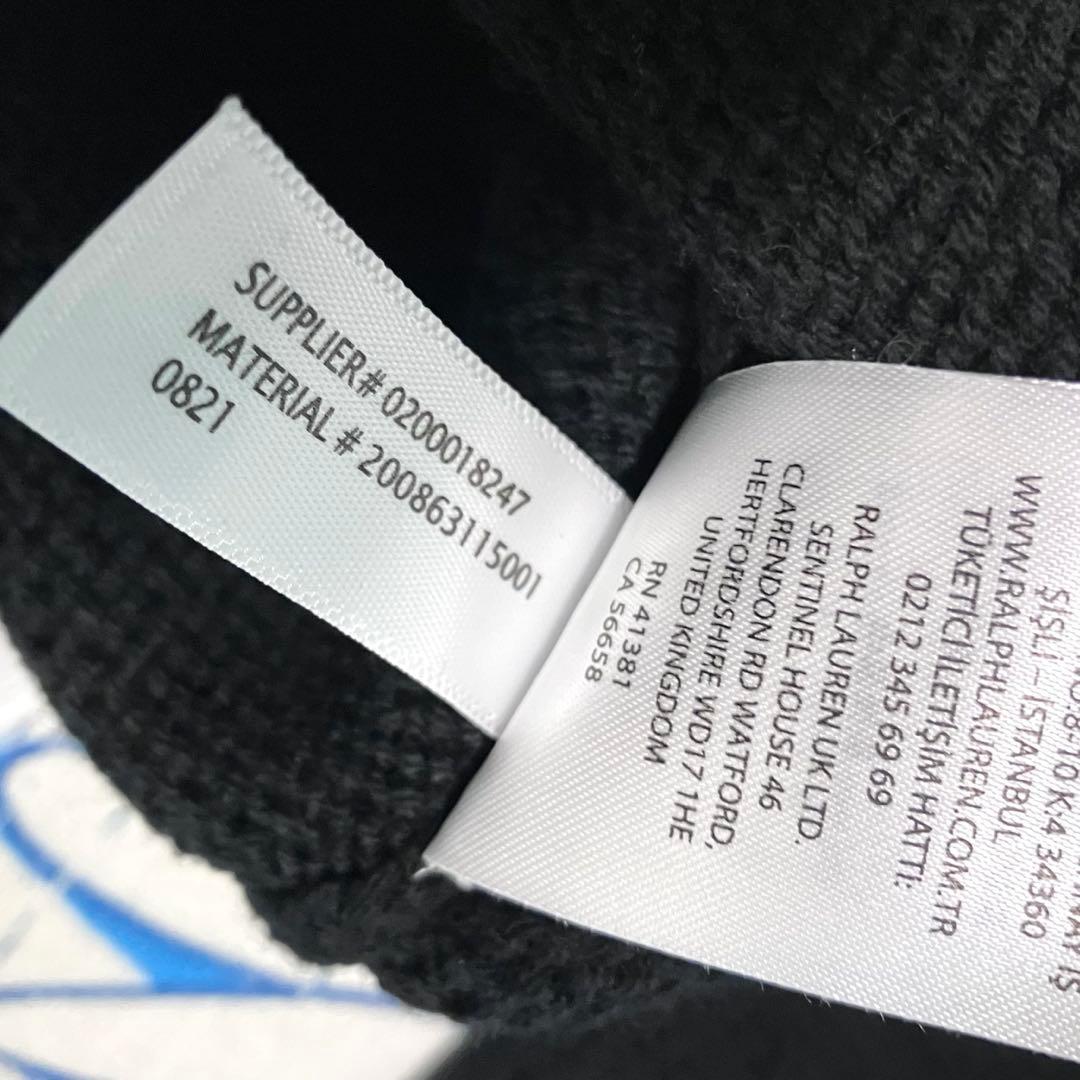 SUPPLIER# 0200018247
MATERIAL # 200863115001
0821
ŞİŞLİ – İSTANBUL
WWW.RALPHLAUREN.COM.TR
TÜKETİCİ İLETİŞİM HATTI:
0212 345 69 69
RALPH LAUREN UK LTD.
SENTINEL HOUSE 46
CLARENDON RD WATFORD,
HERTFORDSHIRE WD17 1HE
UNITED KINGDOM
RN 41381
CA 56658